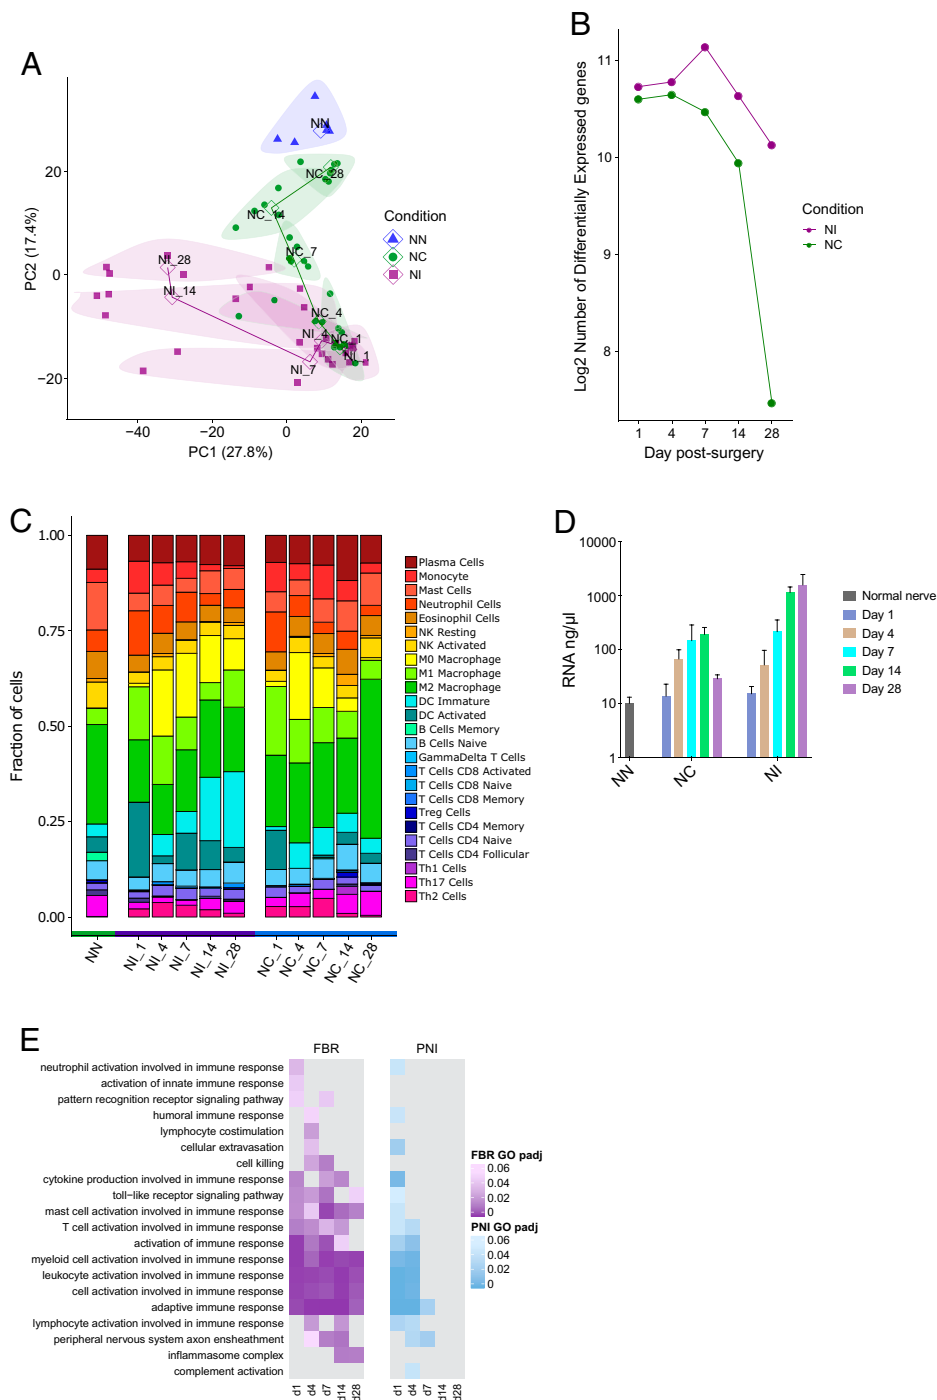 A
PC2 (17.4%)
20
0
−20
−40
−20
0
20
PC1 (27.8%)
NN
NC_28
NC_14
NC_7
NI_28
NI_14
NC_4
NI_4
NC_1
NI_1
NI_7
Condition
NN
NC
NI
B
Log2 Number of Differentially Expressed genes
11
10
9
8
1 4 7 14 28
Day post-surgery
Condition
NI
NC
C
Fraction of cells
1.00
0.75
0.50
0.25
0.00
NN
NI_1
NI_4
NI_7
NI_14
NI_28
NC_1
NC_4
NC_7
NC_14
NC_28
Plasma Cells
Monocyte
Mast Cells
Neutrophil Cells
Eosinophil Cells
NK Resting
NK Activated
M0 Macrophage
M1 Macrophage
M2 Macrophage
DC Immature
DC Activated
B Cells Memory
B Cells Naive
GammaDelta T Cells
T Cells CD8 Activated
T Cells CD8 Naive
T Cells CD8 Memory
Treg Cells
T Cells CD4 Memory
T Cells CD4 Naive
T Cells CD4 Follicular
Th1 Cells
Th17 Cells
Th2 Cells
D
RNA ng/µl
10000
1000
100
10
1
NN
NC
NI
Normal nerve
Day 1
Day 4
Day 7
Day 14
Day 28
E
FBR
PNI
neutrophil activation involved in immune response
activation of innate immune response
pattern recognition receptor signaling pathway
humoral immune response
lymphocyte costimulation
cellular extravasation
cell killing
cytokine production involved in immune response
toll−like receptor signaling pathway
mast cell activation involved in immune response
T cell activation involved in immune response
activation of immune response
myeloid cell activation involved in immune response
leukocyte activation involved in immune response
cell activation involved in immune response
adaptive immune response
lymphocyte activation involved in immune response
peripheral nervous system axon ensheathment
inflammasome complex
complement activation
d1 d4 d7 d14 d28
d1 d4 d7 d14 d28
FBR GO padj
0.06
0.04
0.02
0
PNI GO padj
0.06
0.04
0.02
0